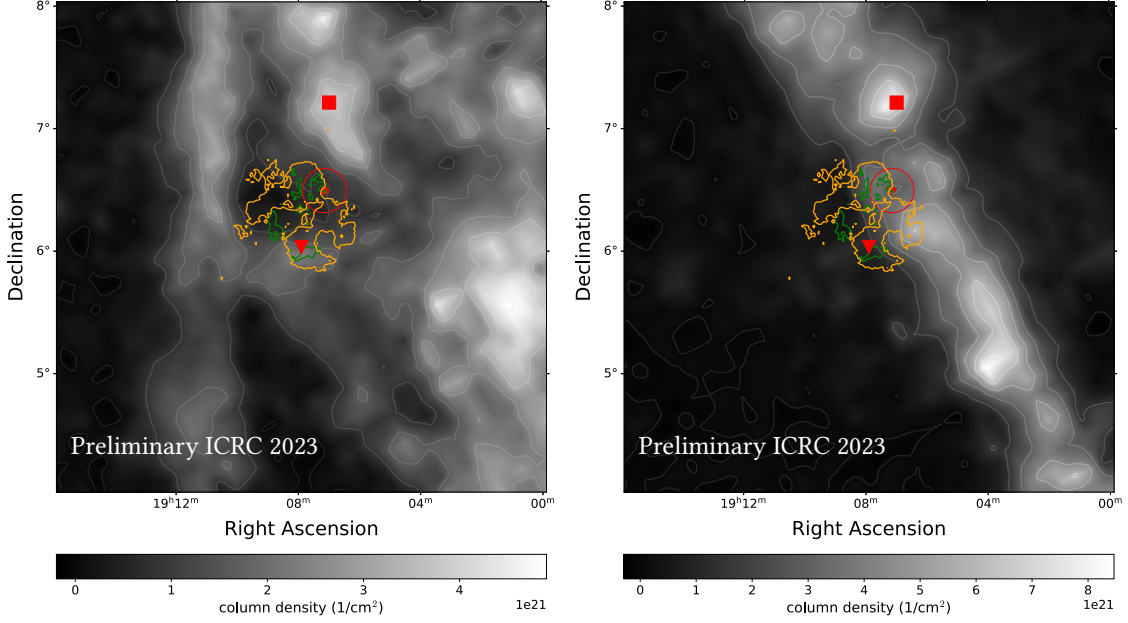 8°
7°
6°
5°
Declination
Preliminary ICRC 2023
19ʰ12ᵐ
08ᵐ
04ᵐ
00ᵐ
Right Ascension
0
1
2
3
4
1e21
column density (1/cm²)
8°
7°
6°
5°
Declination
Preliminary ICRC 2023
19ʰ12ᵐ
08ᵐ
04ᵐ
00ᵐ
Right Ascension
0
1
2
3
4
5
6
7
8
1e21
column density (1/cm²)